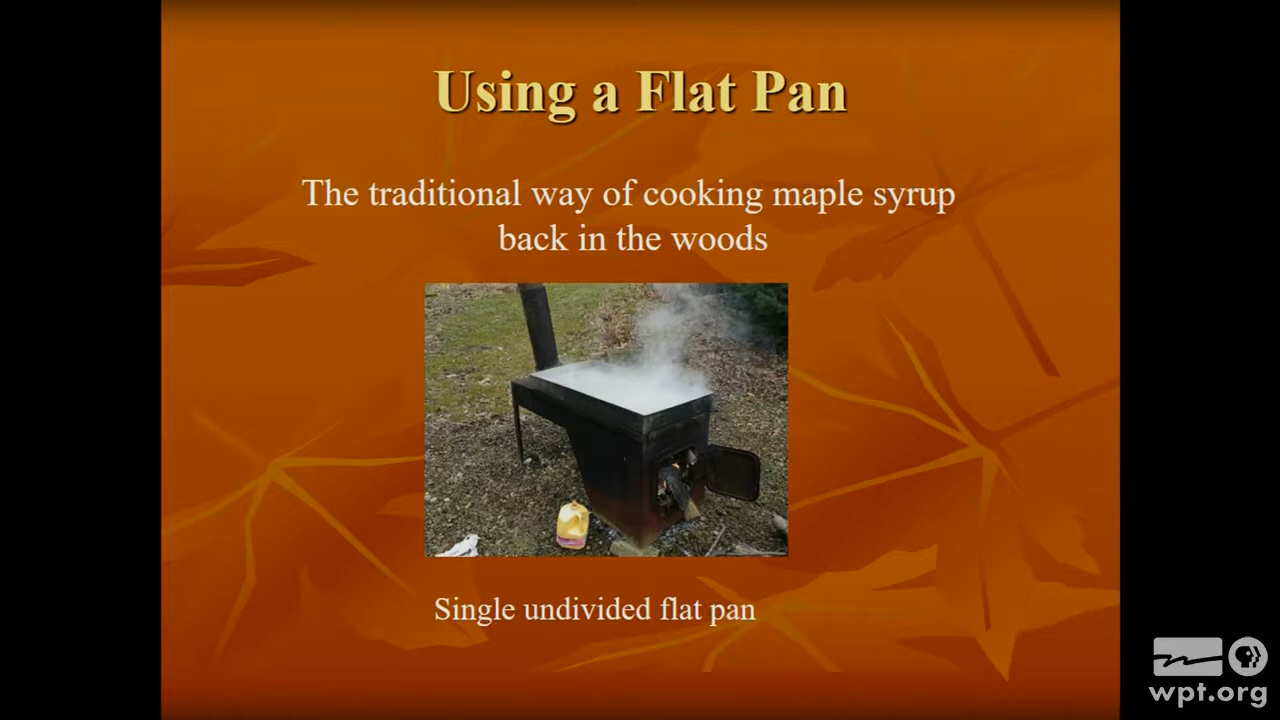 Using a Flat Pan
The traditional way of cooking maple syrup
back in the woods
Single undivided flat pan
wpt.org